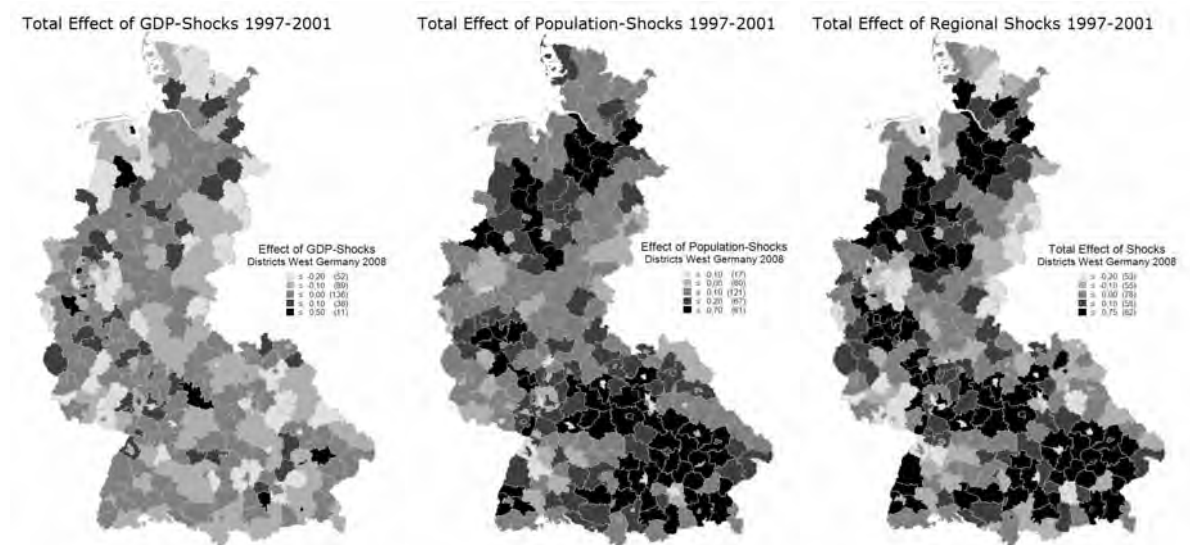 Total Effect of GDP-Shocks 1997-2001
Effect of GDP-Shocks
Districts West Germany 2008
≤ -0,20 (52)
≤ -0,10 (89)
≤ 0,00 (136)
≤ 0,10 (38)
≤ 0,50 (11)
Total Effect of Population-Shocks 1997-2001
Effect of Population-Shocks
Districts West Germany 2008
(17)
≤ 0,00 (60)
≤ 0,10 (121)
≤ 0,20 (67)
≤ 0,70 (61)
Total Effect of Regional Shocks 1997-2001
Total Effect of Shocks
Districts West Germany 2008
≤ -0,20 (53)
≤ -0,10 (55)
≤ 0,00 (78)
≤ 0,10 (58)
≤ 0,75 (82)